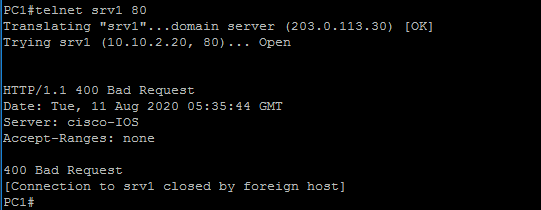 PC1#telnet srv1 80
Translating "srv1"...domain server (203.0.113.30) [OK]
Trying srv1 (10.10.2.20, 80)... Open
HTTP/1.1 400 Bad Request
Date: Tue, 11 Aug 2020 05:35:44 GMT
Server: cisco-IOS
Accept-Ranges: none
400 Bad Request
[Connection to srv1 closed by foreign host]
PC1#